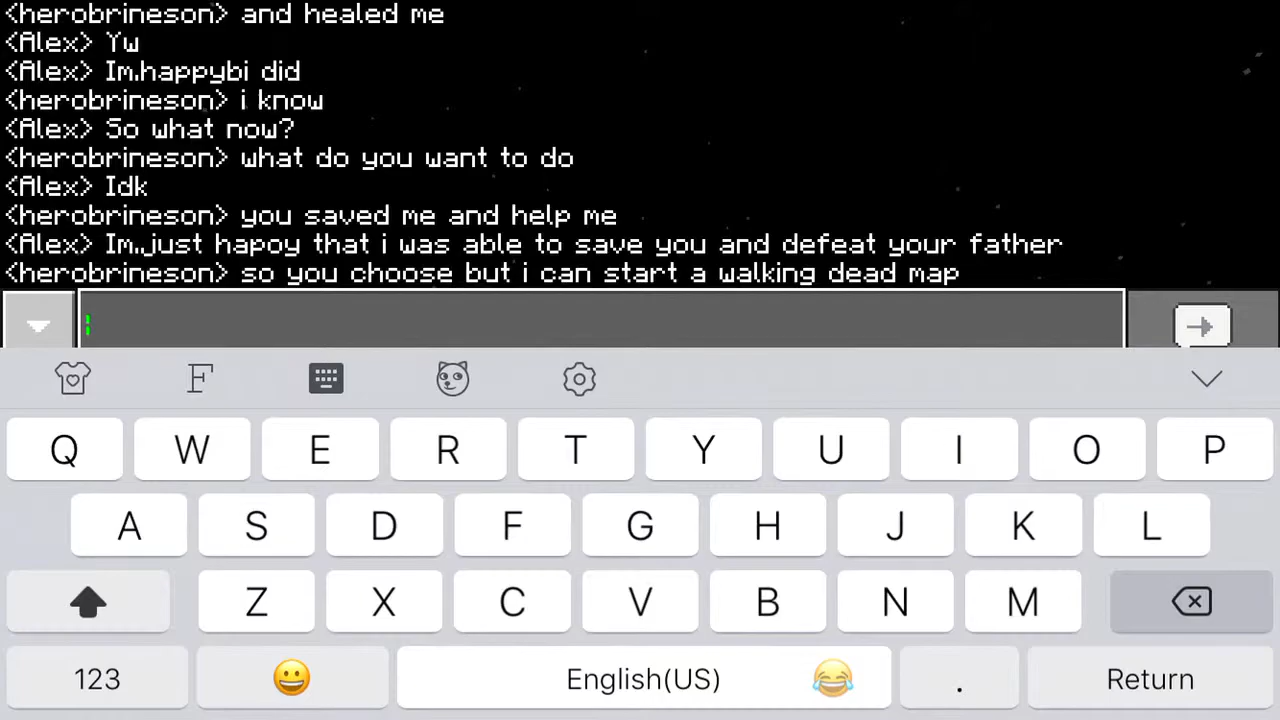 <herobrineson> and healed me
<Alex> Yw
<Alex> Im.happybi did
<herobrineson> i know
<Alex> So what now?
<herobrineson> what do you want to do
<Alex> Idk
<herobrineson> you saved me and help me
<Alex> Im..just hapoy that i was able to save you and defeat your father
<herobrineson> so you choose but i can start a walking dead map
F
Q W E R T Y U I O P
A S D F G H J K L
Z X C V B N M
123 English(US) . Return